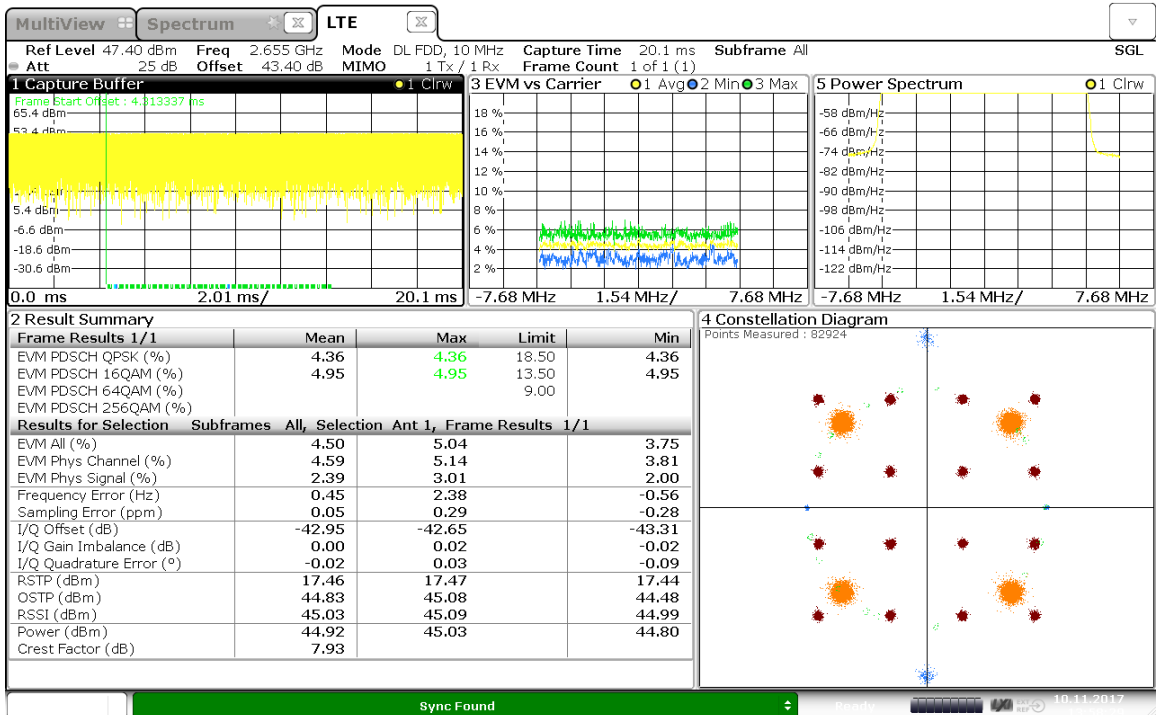 MultiView Spectrum LTE
Ref Level 47.40 dBm Freq 2.655 GHz Mode DL FDD, 10 MHz Capture Time 20.1 ms Subframe All SGL
Att 25 dB Offset 43.40 dB MIMO 1 Tx / 1 Rx Frame Count 1 of 1 (1)
1 Capture Buffer 1 Clrw
Frame Start Offset : 4.313337 ms
65.4 dBm
53.4 dBm
5.4 dBm
-6.6 dBm
-18.6 dBm
-30.6 dBm
0.0 ms 2.01 ms/ 20.1 ms
3 EVM vs Carrier 1 Avg 2 Min 3 Max
18 %
16 %
14 %
12 %
10 %
8 %
6 %
4 %
2 %
-7.68 MHz 1.54 MHz/ 7.68 MHz
5 Power Spectrum 1 Clrw
-58 dBm/Hz
-66 dBm/Hz
-74 dBm/Hz
-82 dBm/Hz
-90 dBm/Hz
-98 dBm/Hz
-106 dBm/Hz
-114 dBm/Hz
-122 dBm/Hz
-7.68 MHz 1.54 MHz/ 7.68 MHz
2 Result Summary
Frame Results 1/1 Mean Max Limit Min
EVM PDSCH QPSK (%) 4.36 4.36 18.50 4.36
EVM PDSCH 16QAM (%) 4.95 4.95 13.50 4.95
EVM PDSCH 64QAM (%) 9.00
EVM PDSCH 256QAM (%)
Results for Selection Subframes All, Selection Ant 1, Frame Results 1/1
EVM All (%) 4.50 5.04 3.75
EVM Phys Channel (%) 4.59 5.14 3.81
EVM Phys Signal (%) 2.39 3.01 2.00
Frequency Error (Hz) 0.45 2.38 -0.56
Sampling Error (ppm) 0.05 0.29 -0.28
I/Q Offset (dB) -42.95 -42.65 -43.31
I/Q Gain Imbalance (dB) 0.00 0.02 -0.02
I/Q Quadrature Error (º) -0.02 0.03 -0.09
RSTP (dBm) 17.46 17.47 17.44
OSTP (dBm) 44.83 45.08 44.48
RSSI (dBm) 45.03 45.09 44.99
Power (dBm) 44.92 45.03 44.80
Crest Factor (dB) 7.93
4 Constellation Diagram
Points Measured : 82924
Sync Found
Ready
10.11.2017